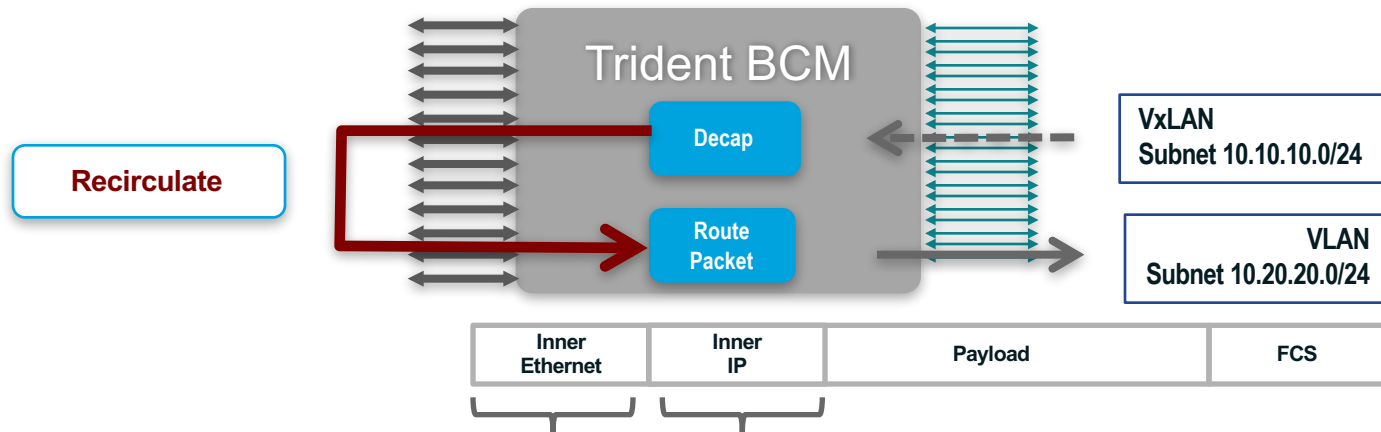 Trident BCM
Decap
VxLAN
Subnet 10.10.10.0/24
Recirculate
Route
Packet
VLAN
Subnet 10.20.20.0/24
Inner
Ethernet
Inner
IP
Payload
FCS